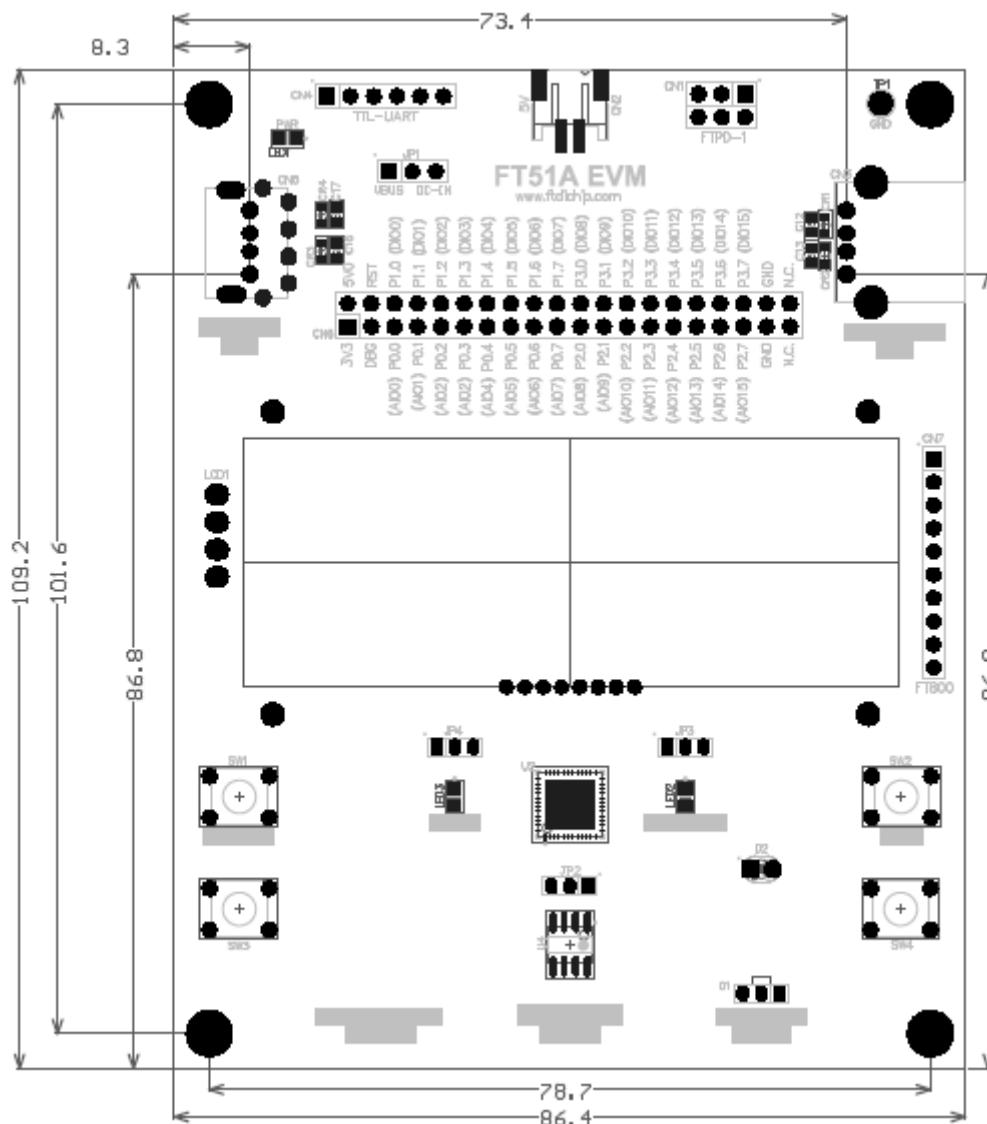 73.4
8.3
CN4
TTL-UART
5V
CN2
CN1
FTPD-1
TP1
GND
PWR
LED1
JP1
VBUS
DC-CN
FT51A EVM
www.ftdichip.com
5V0
RST
P1.0 (DIO0)
P1.1 (DIO1)
P1.2 (DIO2)
P1.3 (DIO3)
P1.4 (DIO4)
P1.5 (DIO5)
P1.6 (DIO6)
P1.7 (DIO7)
P3.0 (DIO8)
P3.1 (DIO9)
P3.2 (DIO10)
P3.3 (DIO11)
P3.4 (DIO12)
P3.5 (DIO13)
P3.6 (DIO14)
P3.7 (DIO15)
GND
N.C.
3V3
DBG
(AIO0) P0.0
(AIO1) P0.1
(AIO2) P0.2
(AIO2) P0.3
(AIO4) P0.4
(AIO5) P0.5
(AIO6) P0.6
(AIO7) P0.7
(AIO8) P2.0
(AIO9) P2.1
(AIO10) P2.2
(AIO11) P2.3
(AIO12) P2.4
(AIO13) P2.5
(AIO14) P2.6
(AIO15) P2.7
GND
N.C.
LCD1
CN7
FT800
109.2
101.6
86.8
JP4
JP3
SW1
LED3
U2
LED2
SW2
D2
JP2
SW3
SW4
D1
78.7
86.4